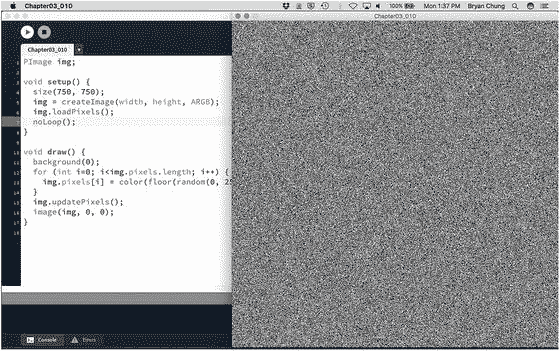 Chapter03_010 100% Mon 1:37 PM Bryan Chung
Chapter03_010
Chapter03_010
PImage img;
void setup() {
size(750, 750);
img = createImage(width, height, ARGB);
img.loadPixels();
noLoop();
}
void draw() {
background(0);
for (int i=0; i<img.pixels.length; i++) {
img.pixels[i] = color(floor(random(0, 25
}
img.updatePixels();
image(img, 0, 0);
}
Console Errors